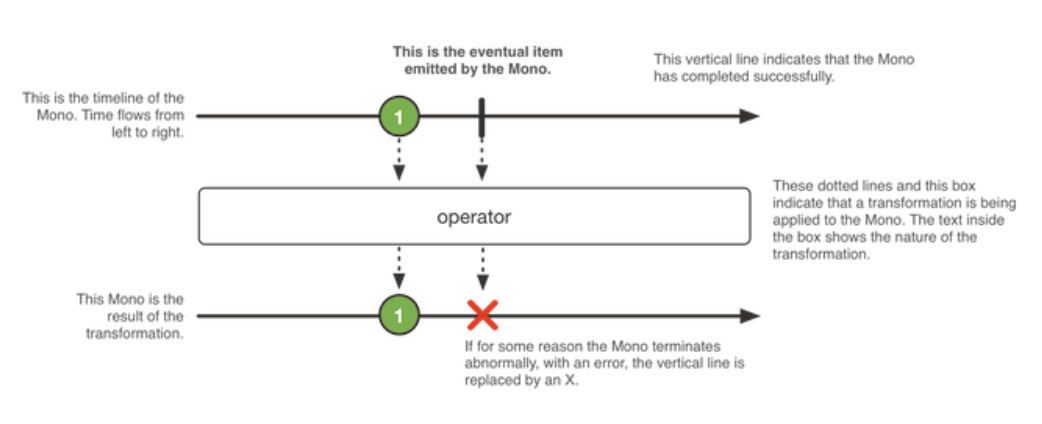 This is the eventual item
emitted by the Mono.
This vertical line indicates that the Mono
has completed successfully.
This is the timeline of the
Mono. Time flows from
left to right.
1
These dotted lines and this box
indicate that a transformation is being
applied to the Mono. The text inside
the box shows the nature of the
transformation.
operator
This Mono is the
result of the
transformation.
1
If for some reason the Mono terminates
abnormally, with an error, the vertical line is
replaced by an X.